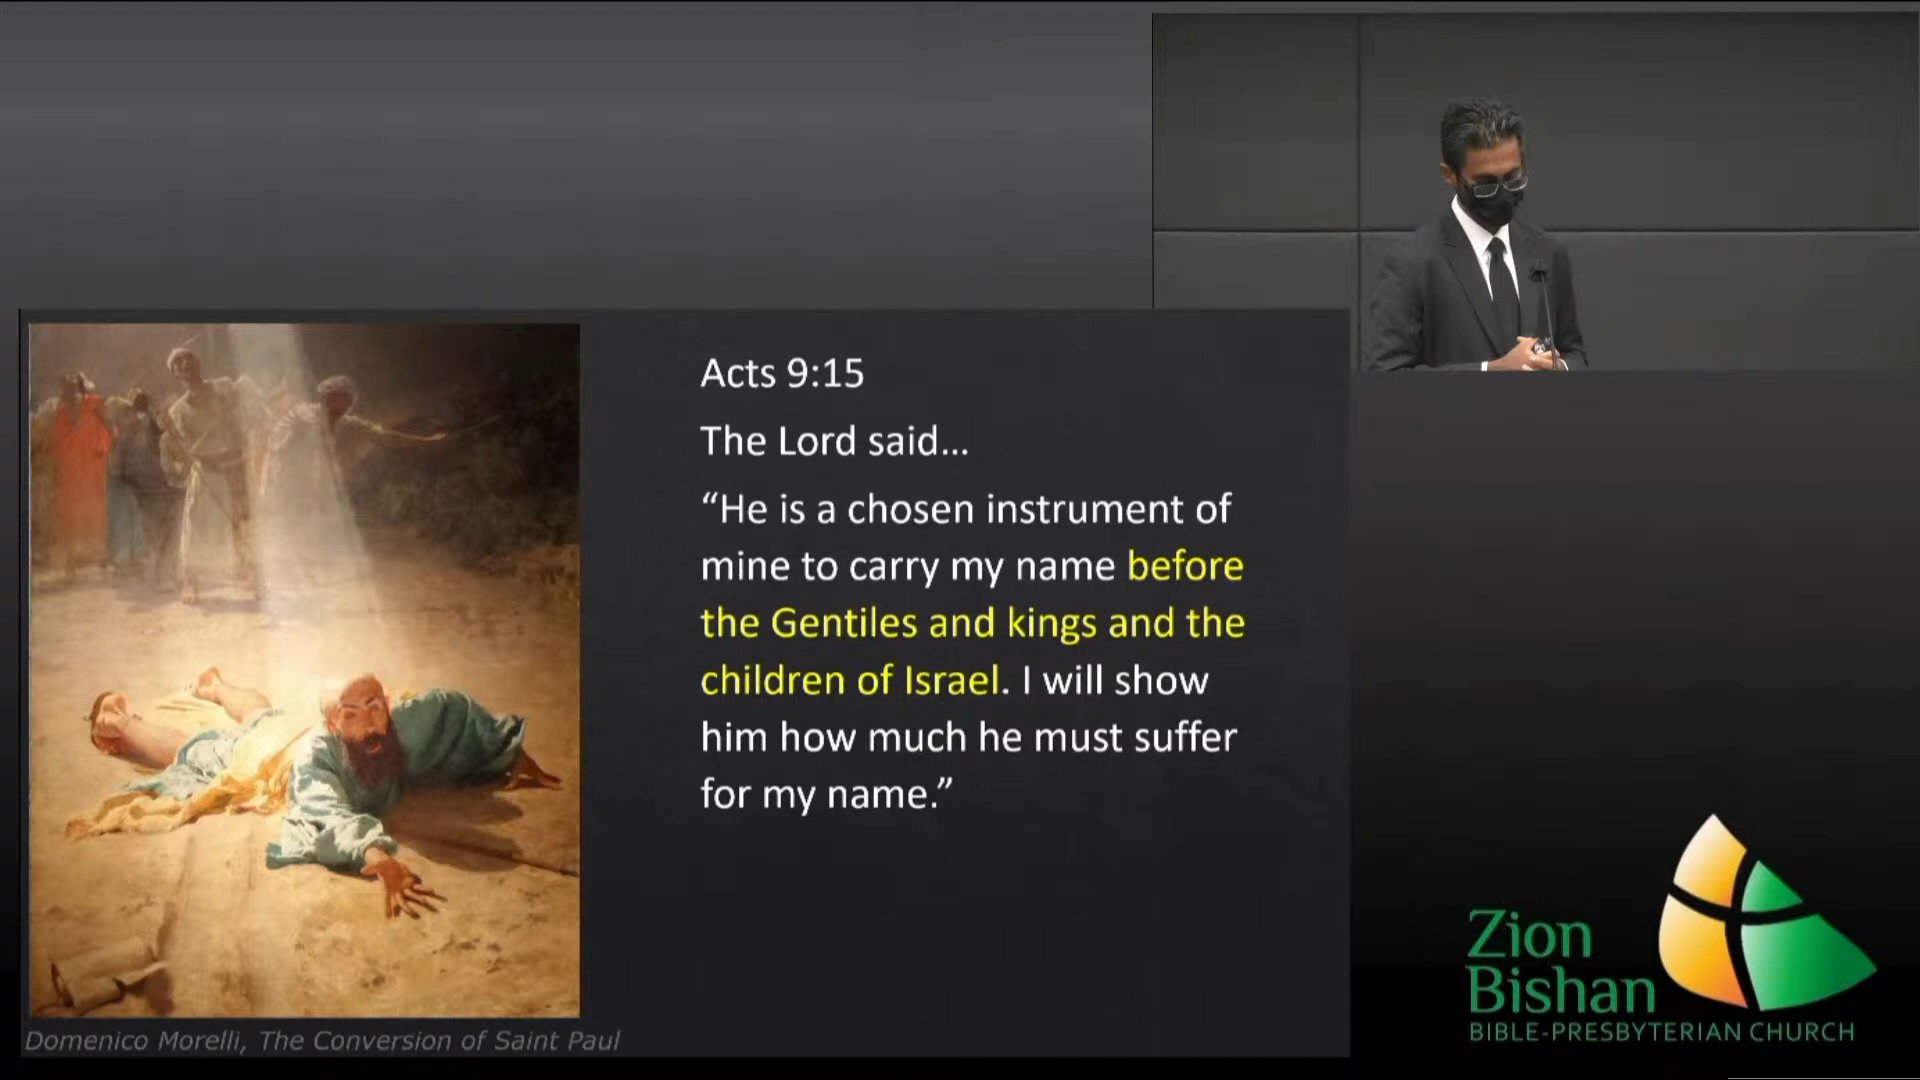 Acts 9:15
The Lord said...
“He is a chosen instrument of
mine to carry my name before
the Gentiles and kings and the
children of Israel. I will show
him how much he must suffer
for my name.”
Domenico Morelli, The Conversion of Saint Paul
Zion
Bishan
BIBLE-PRESBYTERIAN CHURCH